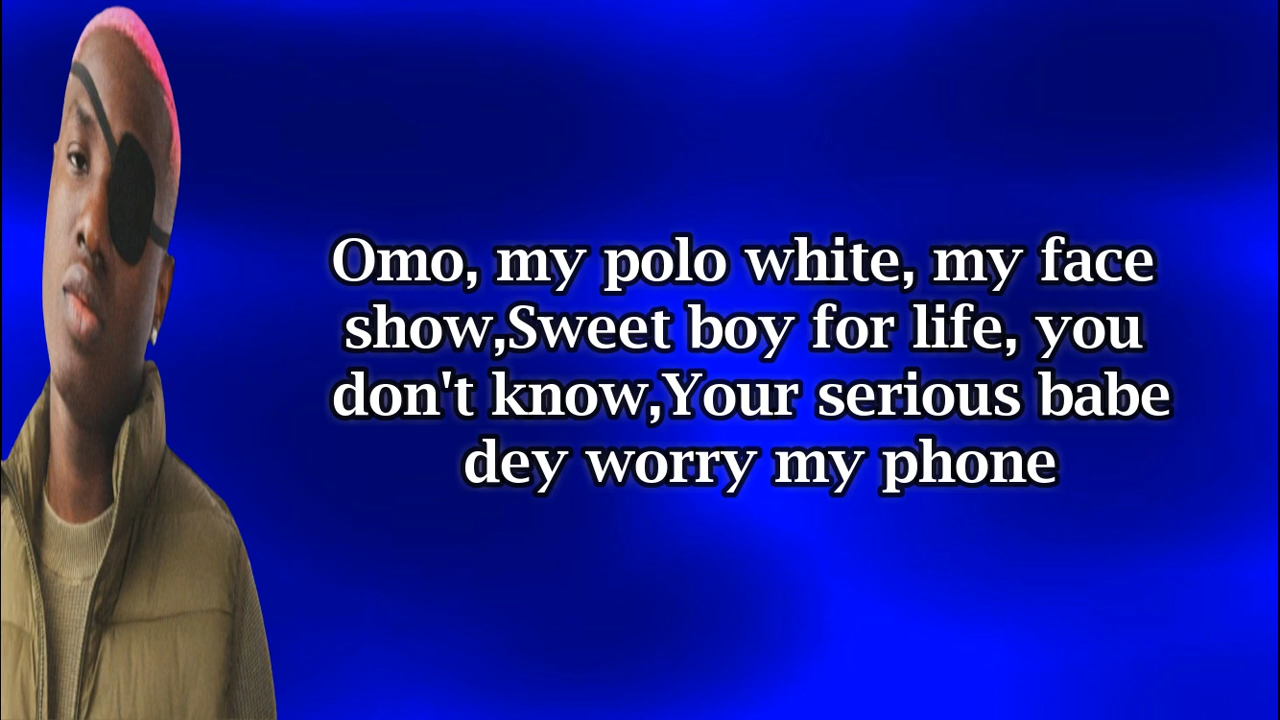 Omo, my polo white, my face
show,Sweet boy for life, you
don't know,Your serious babe
dey worry my phone